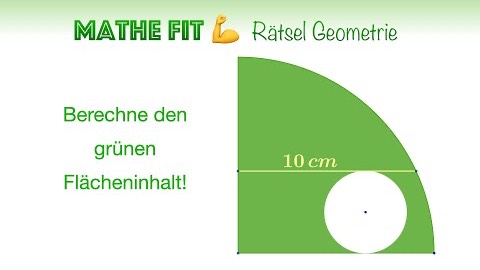 MATHE FIT 💪 Rätsel Geometrie
Berechne den
grünen
Flächeninhalt!
10 cm